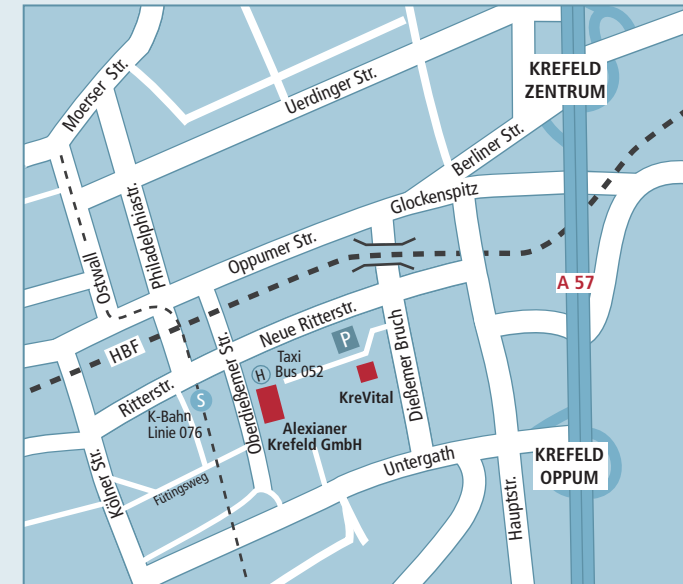 Moerser Str.
Uerdinger Str.
KREFELD
ZENTRUM
Berliner Str.
Philadelphiastr.
Glockenspitz
Ostwall
Oppumer Str.
A 57
HBF
Neue Ritterstr.
Oberdießemer Str.
P
Dießemer Bruch
Taxi
Bus 052
H
Ritterstr.
S
KreVital
K-Bahn
Linie 076
Alexianer
Krefeld GmbH
Untergath
KREFELD
OPPUM
Kölner Str.
Fütingsweg
Hauptstr.